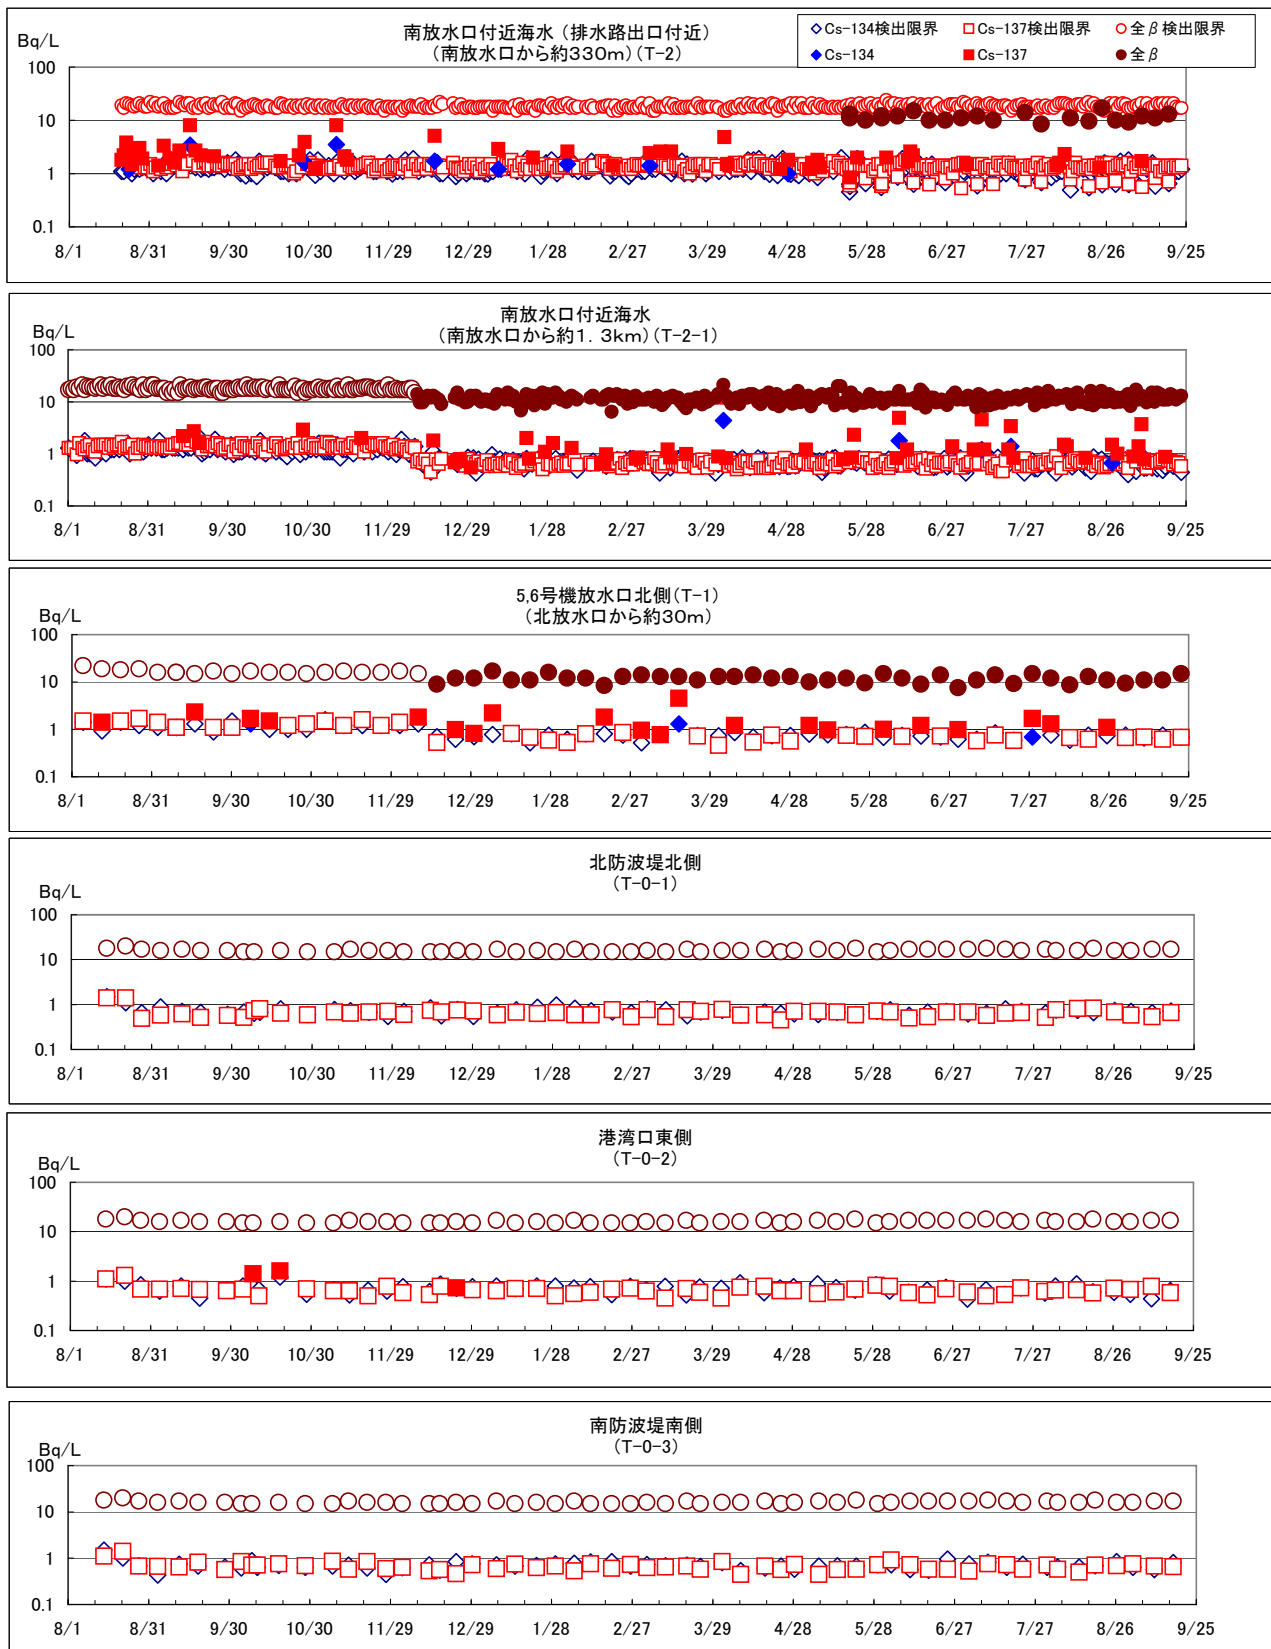 南放水口付近海水（排水路出口付近）
（南放水口から約330m）（T-2）
Bq/L
Cs-134検出限界 Cs-137検出限界 全β検出限界
Cs-134 Cs-137 全β
100
10
1
0.1
8/1 8/31 9/30 10/30 11/29 12/29 1/28 2/27 3/29 4/28 5/28 6/27 7/27 8/26 9/25
南放水口付近海水
（南放水口から約1．3km）（T-2-1）
Bq/L
100
10
1
0.1
8/1 8/31 9/30 10/30 11/29 12/29 1/28 2/27 3/29 4/28 5/28 6/27 7/27 8/26 9/25
5,6号機放水口北側（T-1）
（北放水口から約30m）
Bq/L
100
10
1
0.1
8/1 8/31 9/30 10/30 11/29 12/29 1/28 2/27 3/29 4/28 5/28 6/27 7/27 8/26 9/25
北防波堤北側
（T-0-1）
Bq/L
100
10
1
0.1
8/1 8/31 9/30 10/30 11/29 12/29 1/28 2/27 3/29 4/28 5/28 6/27 7/27 8/26 9/25
港湾口東側
（T-0-2）
Bq/L
100
10
1
0.1
8/1 8/31 9/30 10/30 11/29 12/29 1/28 2/27 3/29 4/28 5/28 6/27 7/27 8/26 9/25
南防波堤南側
（T-0-3）
Bq/L
100
10
1
0.1
8/1 8/31 9/30 10/30 11/29 12/29 1/28 2/27 3/29 4/28 5/28 6/27 7/27 8/26 9/25